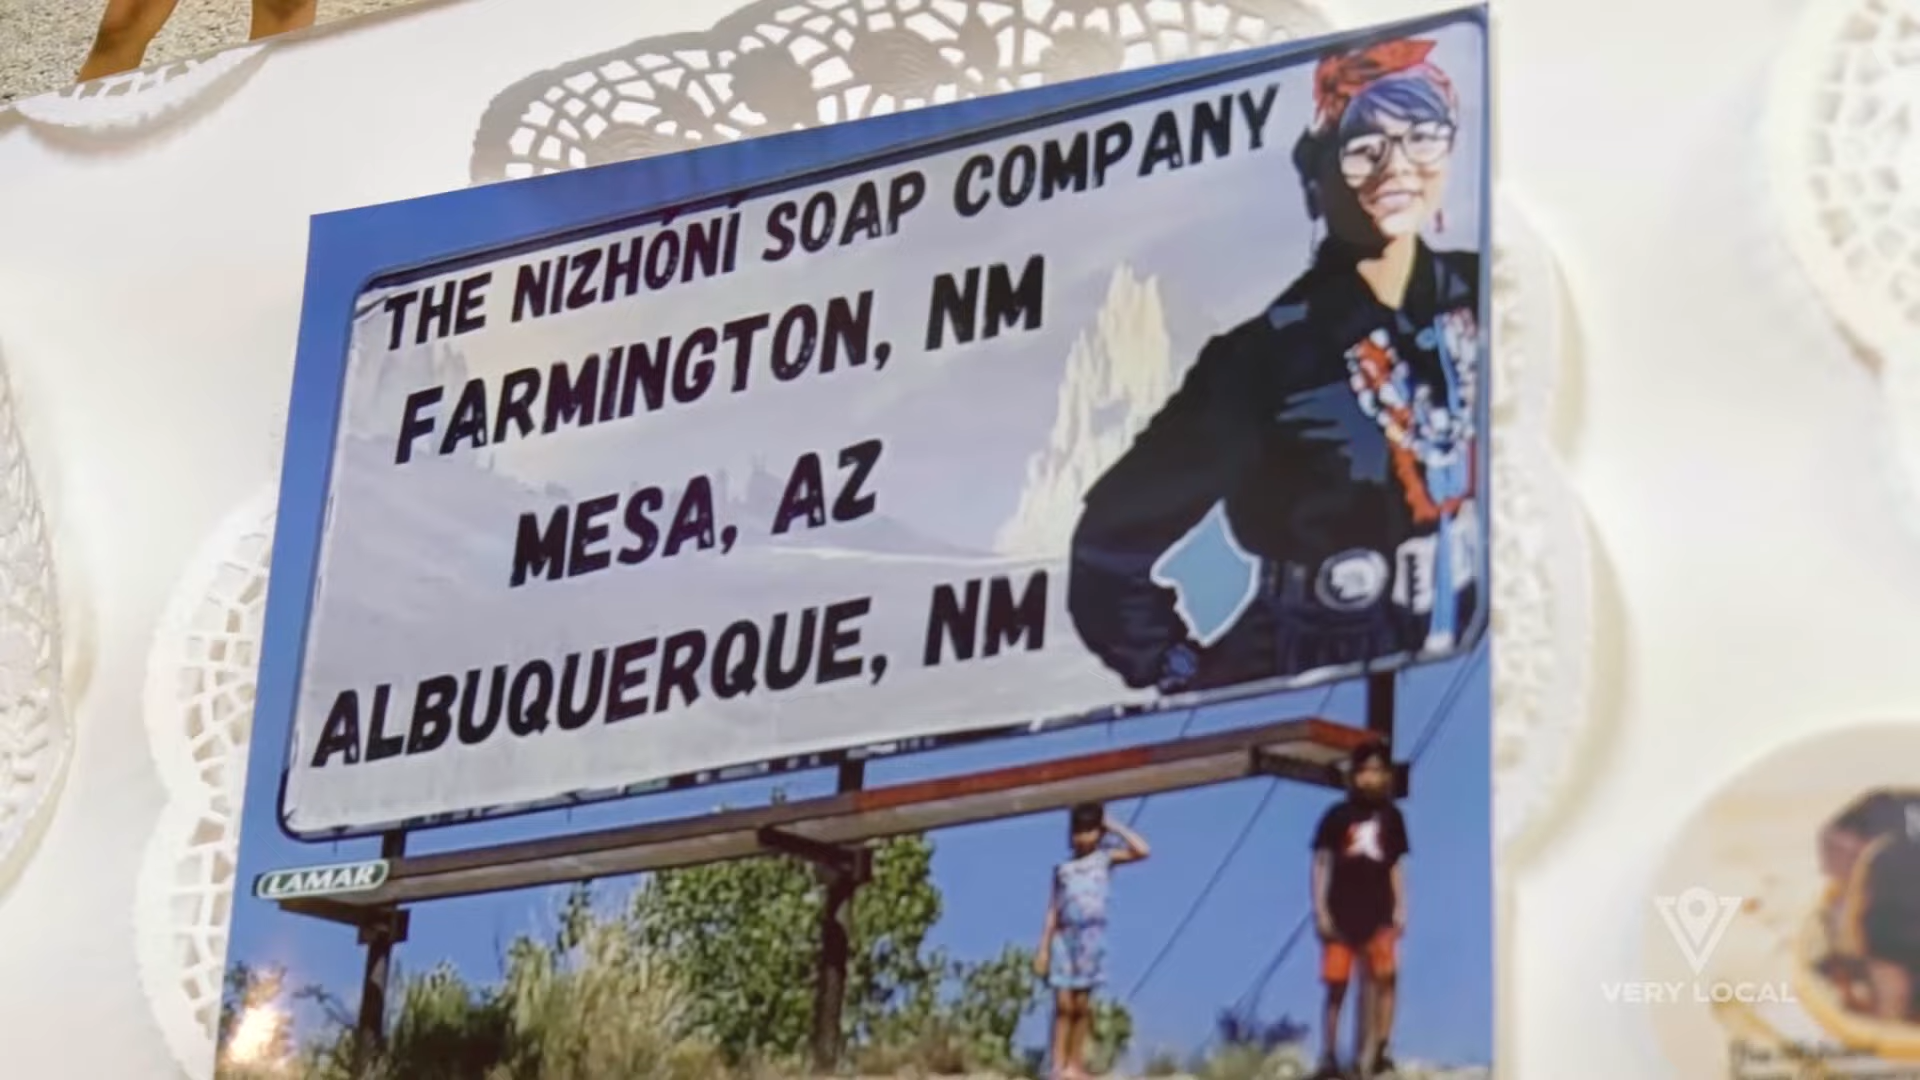 THE NIZHÓNÍ SOAP COMPANY
FARMINGTON, NM
MESA, AZ
ALBUQUERQUE, NM
LAMAR
VERY LOCAL